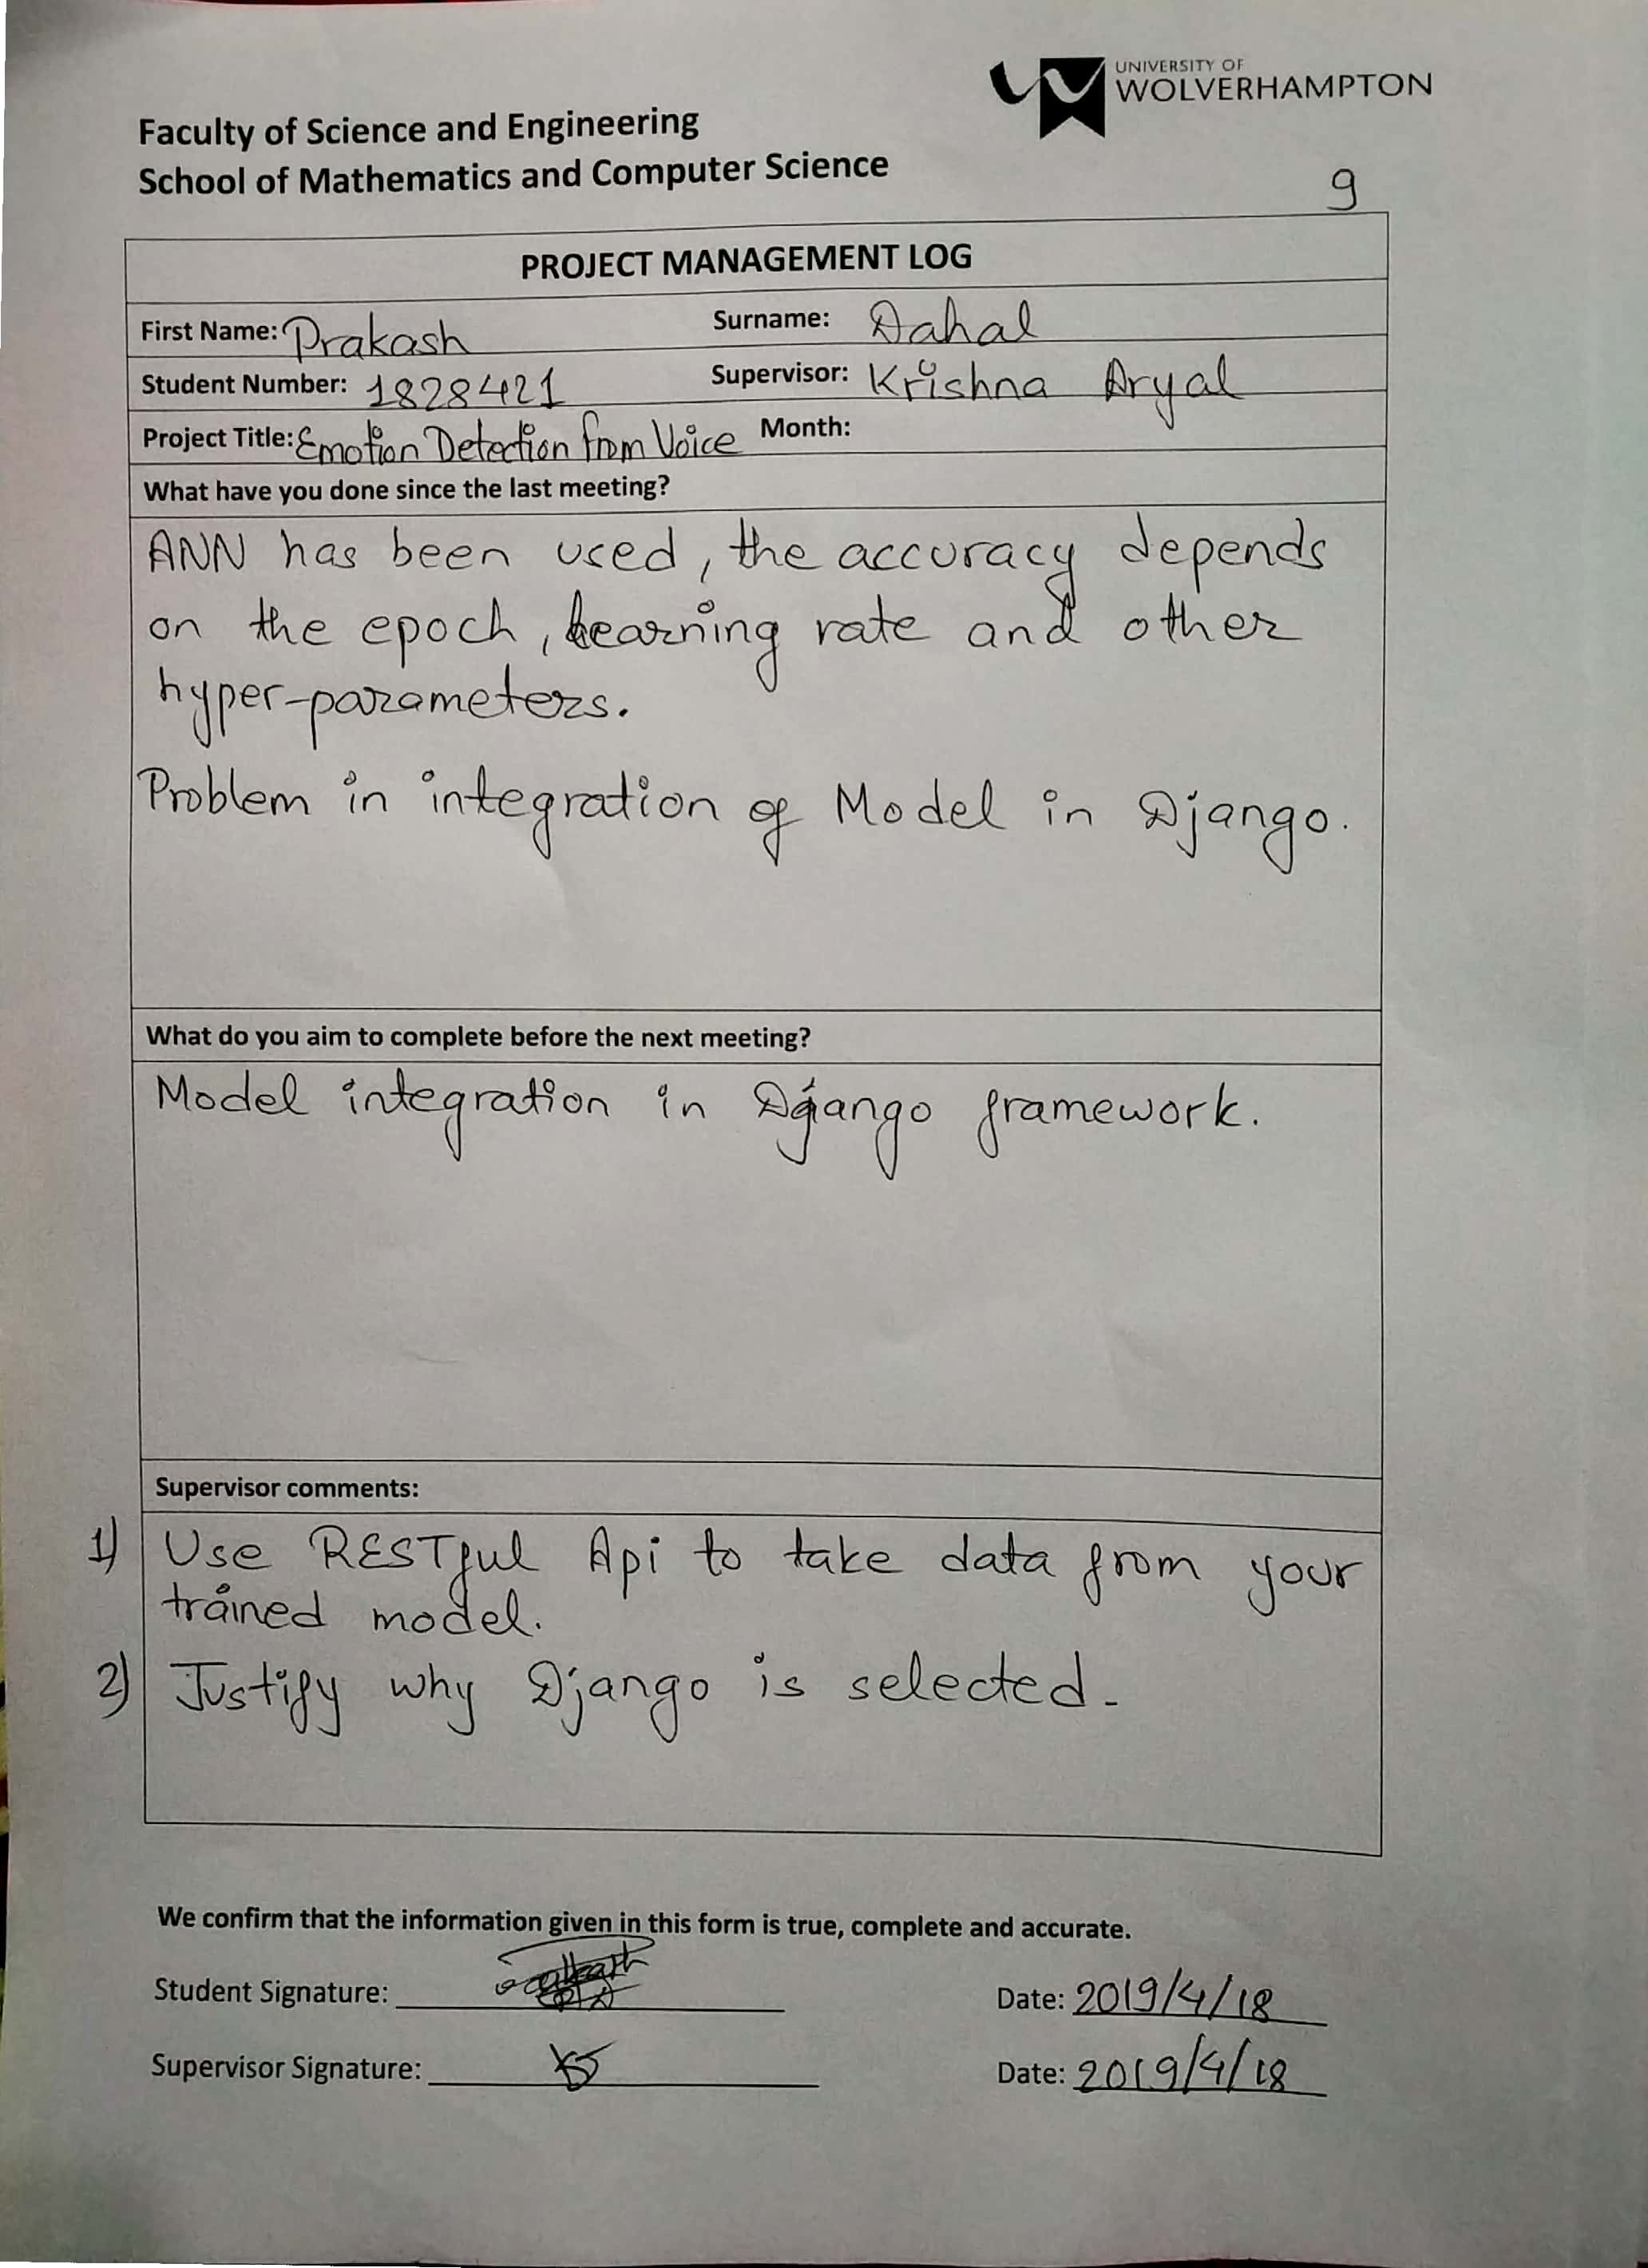 UNIVERSITY OF
WOLVERHAMPTON
Faculty of Science and Engineering
School of Mathematics and Computer Science
9
PROJECT MANAGEMENT LOG
First Name: Prakash Surname: Dahal
Student Number: 1828421 Supervisor: Krishna Aryal
Project Title: Emotion Detection from Voice Month:
What have you done since the last meeting?
ANN has been used, the accuracy depends
on the epoch, learning rate and other
hyper-parameters.
Problem in integration of Model in Django.
What do you aim to complete before the next meeting?
Model integration in Django framework.
Supervisor comments:
1) Use RESTful Api to take data from your
trained model.
2) Justify why Django is selected.
We confirm that the information given in this form is true, complete and accurate.
Student Signature: Date: 2019/4/18
Supervisor Signature: Date: 2019/4/18